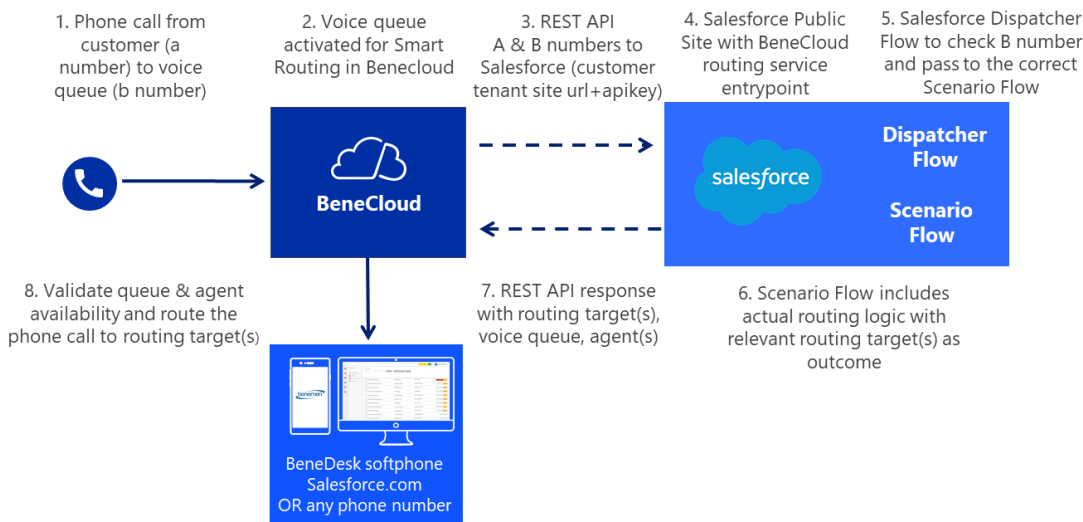 1. Phone call from
customer (a
number) to voice
queue (b number)
2. Voice queue
activated for Smart
Routing in Benecloud
3. REST API
A & B numbers to
Salesforce (customer
tenant site url+apikey)
4. Salesforce Public
Site with BeneCloud
routing service
entrypoint
5. Salesforce Dispatcher
Flow to check B number
and pass to the correct
Scenario Flow
BeneCloud
salesforce
Dispatcher
Flow
Scenario
Flow
8. Validate queue & agent
availability and route the
phone call to routing target(s)
7. REST API response
with routing target(s),
voice queue, agent(s)
6. Scenario Flow includes
actual routing logic with
relevant routing target(s) as
outcome
benemen
BeneDesk softphone
Salesforce.com
OR any phone number